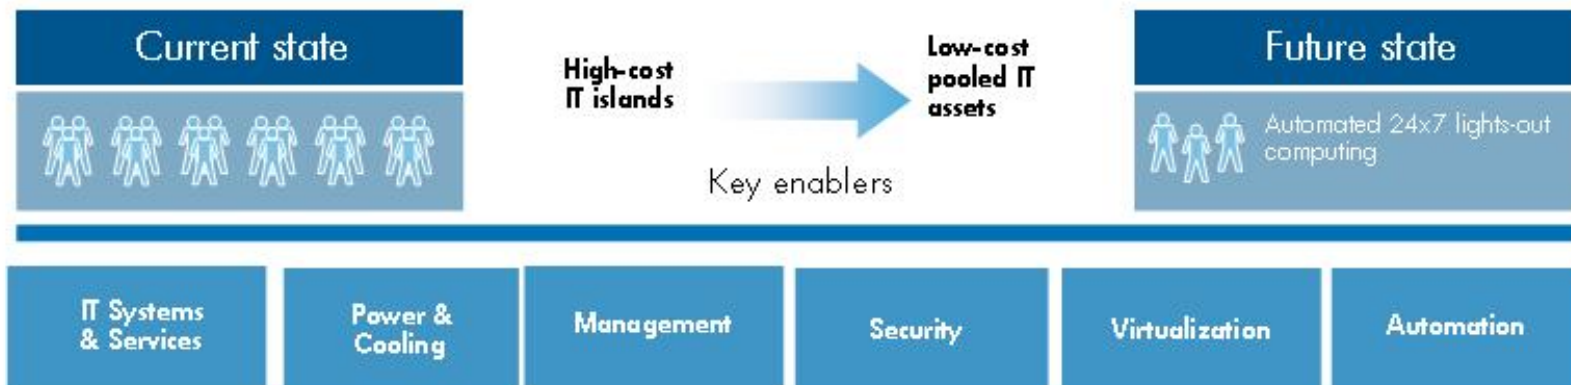 Current state
High-cost
IT islands
Low-cost
pooled IT
assets
Future state
Automated 24x7 lights-out
computing
Key enablers
IT Systems
& Services
Power &
Cooling
Management
Security
Virtualization
Automation